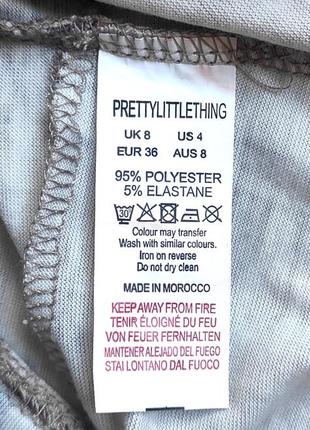 PRETTYLITTLETHING
UK 8 US 4
EUR 36 AUS 8
95% POLYESTER
5% ELASTANE
30
Colour may transfer
Wash with similar colours.
Iron on reverse
Do not dry clean
MADE IN MOROCCO
KEEP AWAY FROM FIRE
TENIR ÉLOIGNÉ DU FEU
VON FEUER FERNHALTEN
MANTENER ALEJADO DEL FUEGO
STAI LONTANO DAL FUOCO